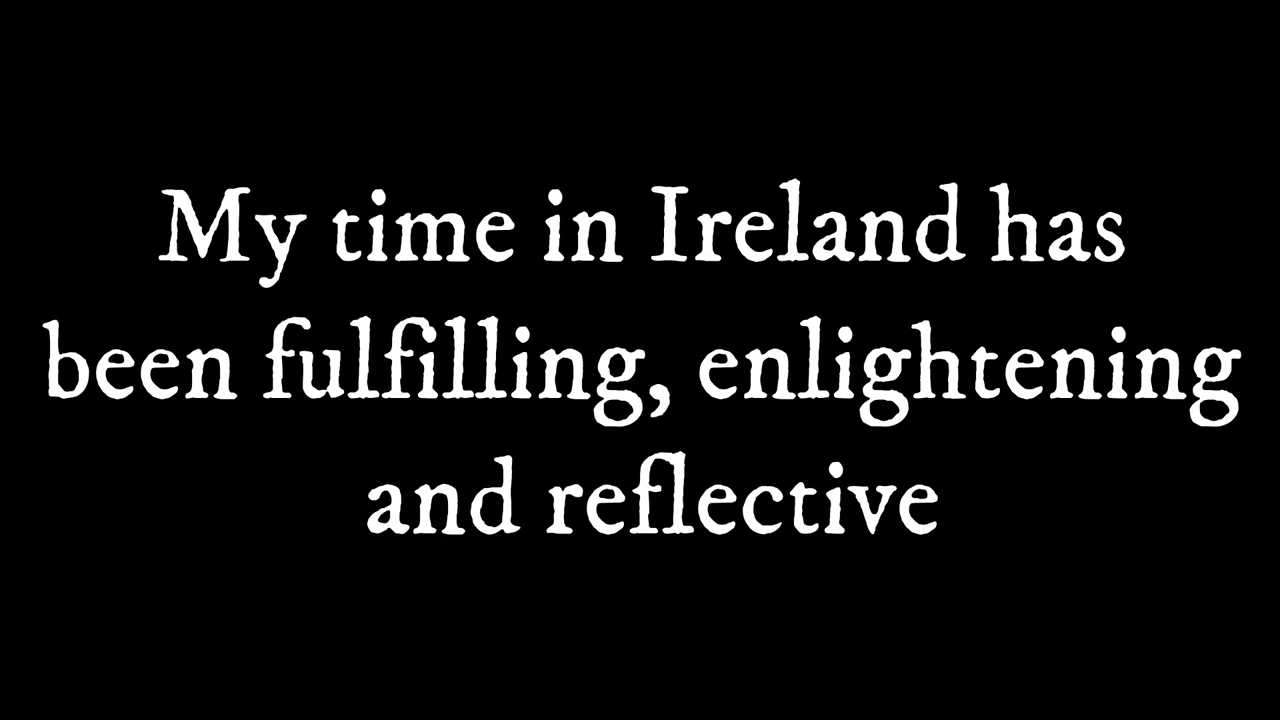 My time in Ireland has
been fulfilling, enlightening
and reflective